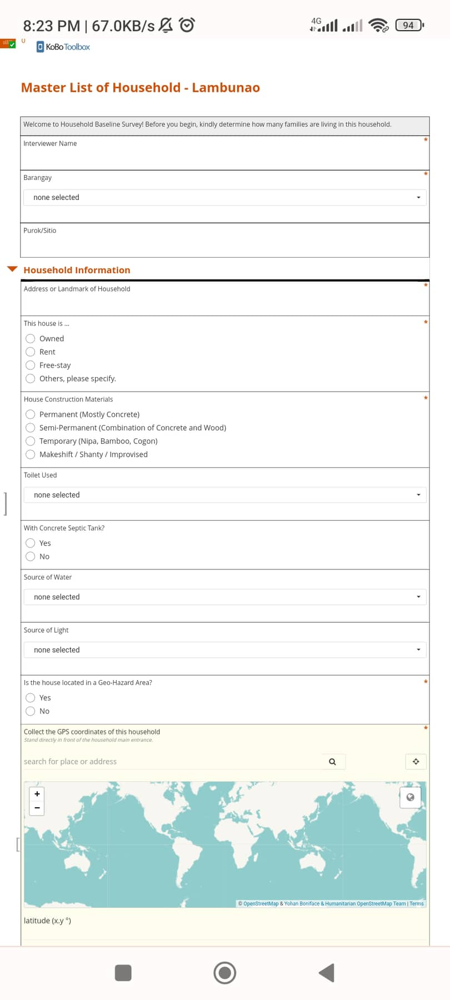 8:23 PM | 67.0KB/s
4G
94
0
KoBoToolbox
Master List of Household - Lambunao
Welcome to Household Baseline Survey! Before you begin, kindly determine how many families are living in this household.
Interviewer Name *
Barangay *
none selected
Purok/Sitio
Household Information
Address or Landmark of Household *
This house is ... *
Owned
Rent
Free-stay
Others, please specify.
House Construction Materials *
Permanent (Mostly Concrete)
Semi-Permanent (Combination of Concrete and Wood)
Temporary (Nipa, Bamboo, Cogon)
Makeshift / Shanty / Improvised
Toilet Used
none selected
With Concrete Septic Tank?
Yes
No
Source of Water
none selected
Source of Light
none selected
Is the house located in a Geo-Hazard Area? *
Yes
No
Collect the GPS coordinates of this household *
Stand directly in front of the household main entrance.
search for place or address
+
−
© OpenStreetMap & Yohan Boniface & Humanitarian OpenStreetMap Team | Terms
latitude (x.y °)